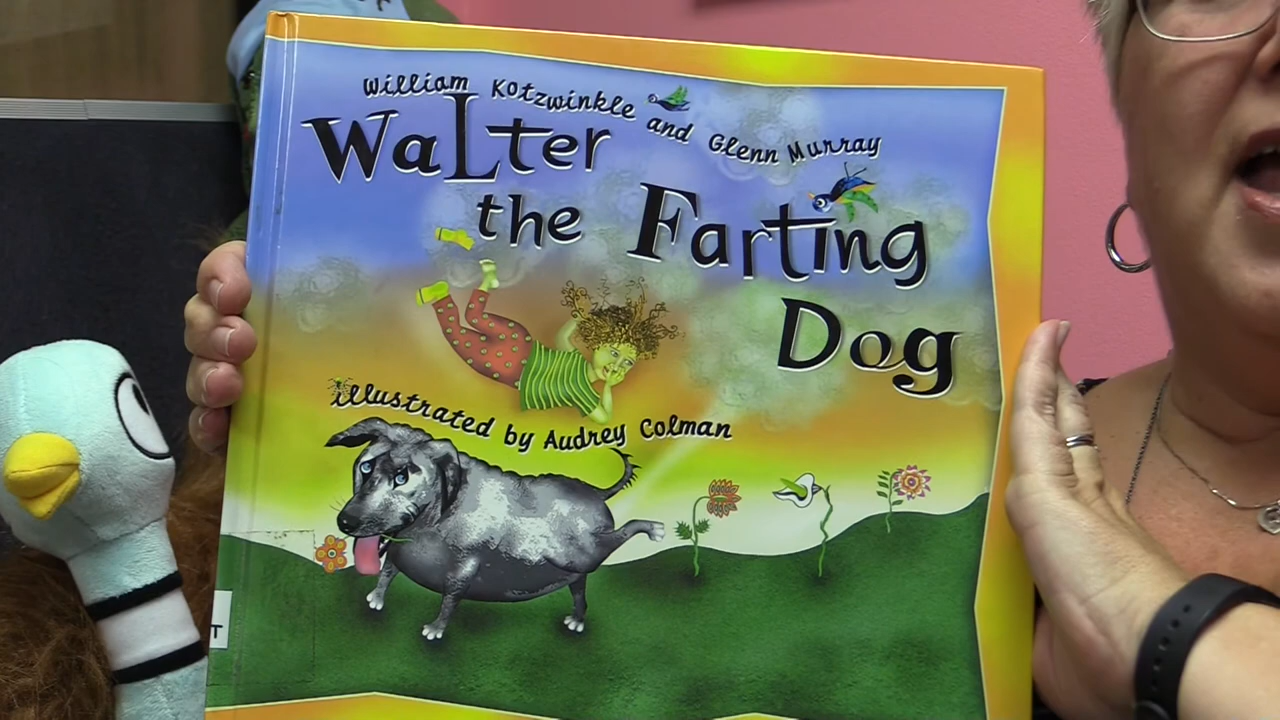 William Kotzwinkle and Glenn Murray
Walter
the Farting
Dog
illustrated by Audrey Colman
T